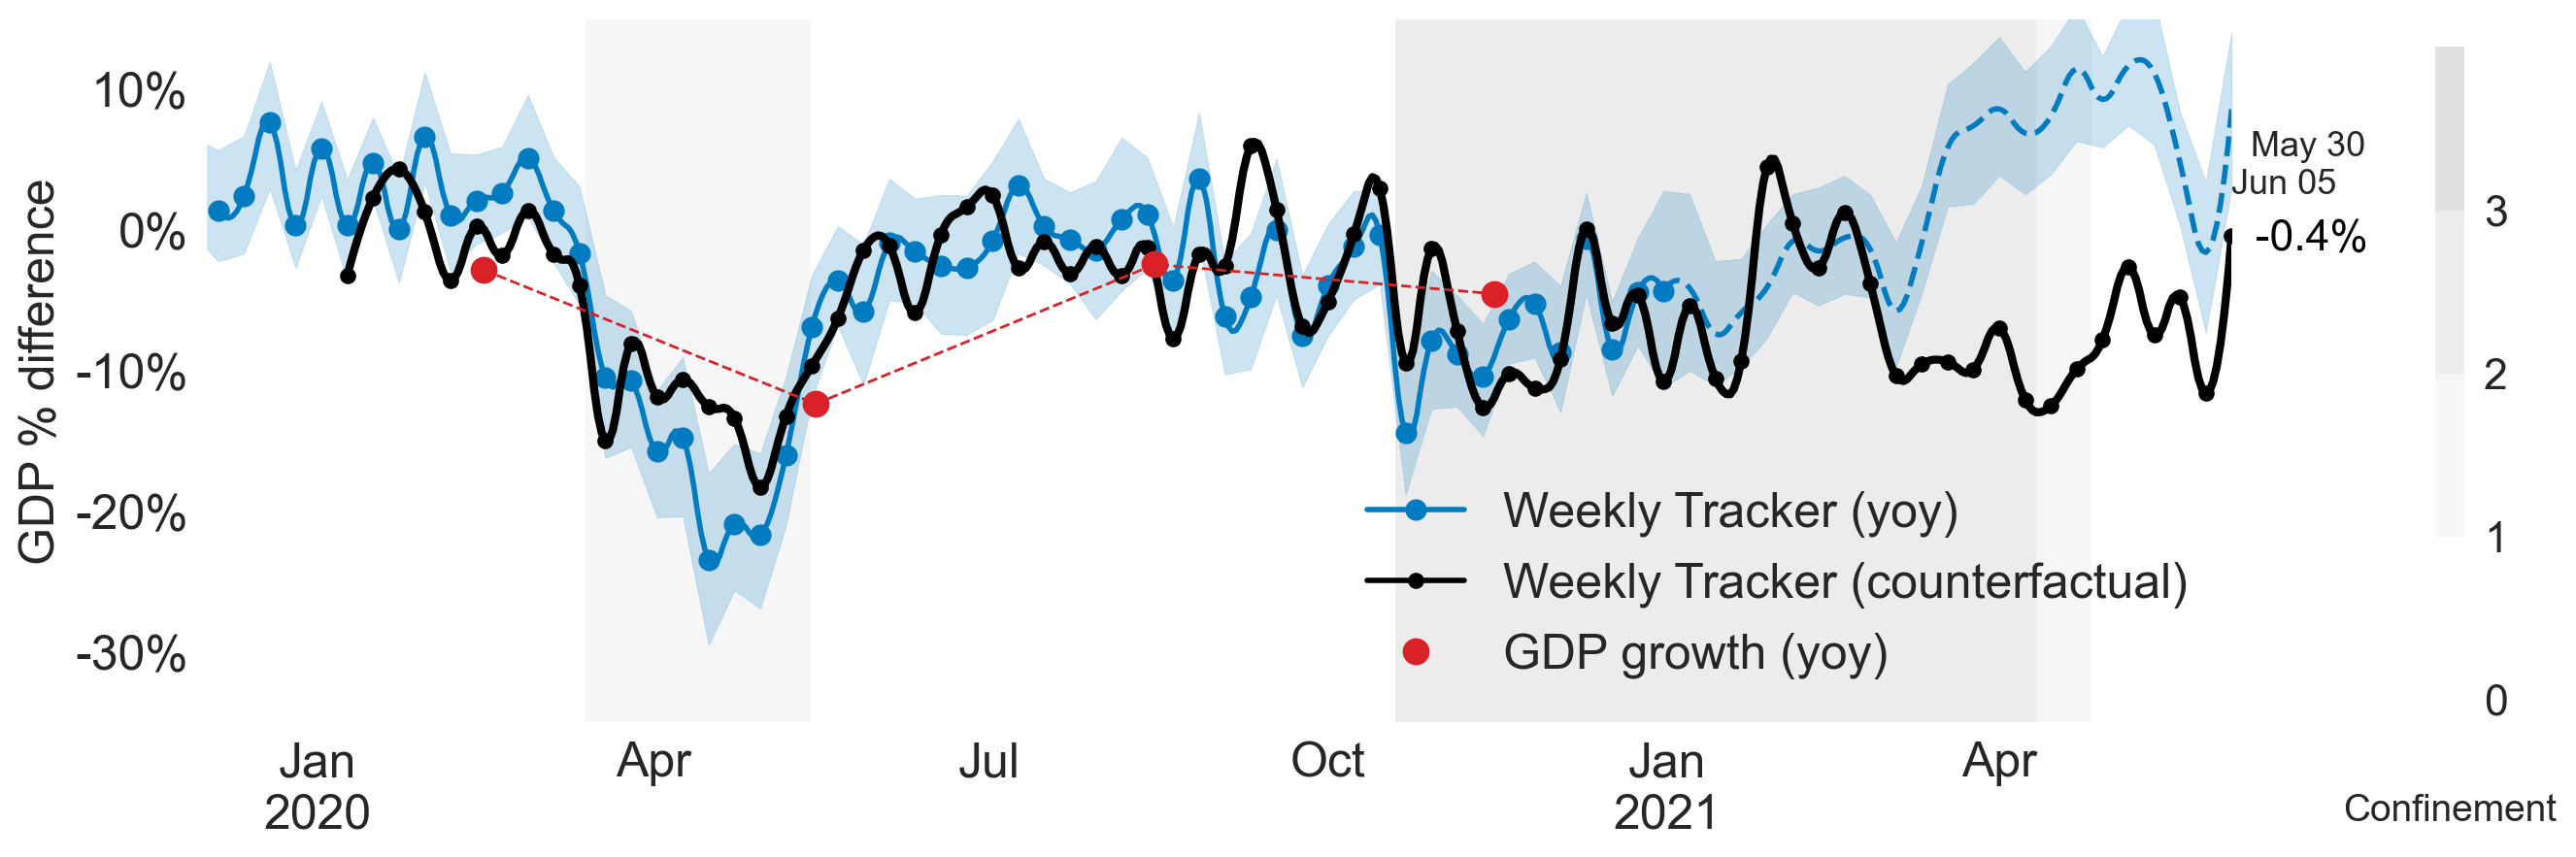 GDP % difference
10%
0%
-10%
-20%
-30%
Jan
2020
Apr
Jul
Oct
Jan
2021
Apr
May 30
Jun 05
-0.4%
Weekly Tracker (yoy)
Weekly Tracker (counterfactual)
GDP growth (yoy)
3
2
1
0
Confinement